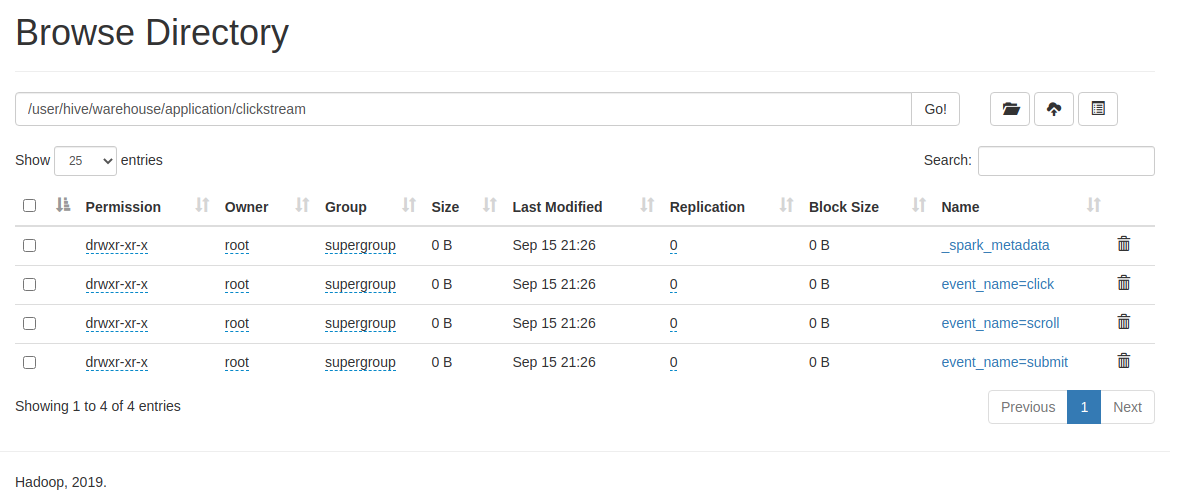 Browse Directory
/user/hive/warehouse/application/clickstream Go!
Show 25 entries Search:
Permission Owner Group Size Last Modified Replication Block Size Name
drwxr-xr-x root supergroup 0 B Sep 15 21:26 0 0 B _spark_metadata
drwxr-xr-x root supergroup 0 B Sep 15 21:26 0 0 B event_name=click
drwxr-xr-x root supergroup 0 B Sep 15 21:26 0 0 B event_name=scroll
drwxr-xr-x root supergroup 0 B Sep 15 21:26 0 0 B event_name=submit
Showing 1 to 4 of 4 entries Previous 1 Next
Hadoop, 2019.